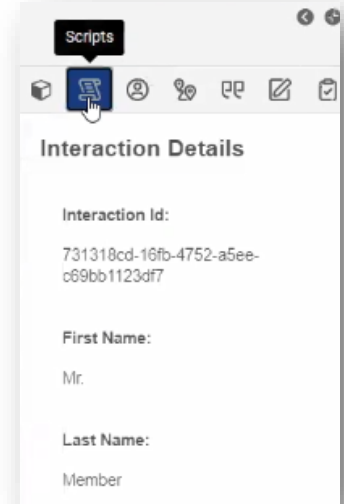 Scripts
Interaction Details
Interaction Id:
731318cd-16fb-4752-a5ee-
c69bb1123df7
First Name:
Mr.
Last Name:
Member